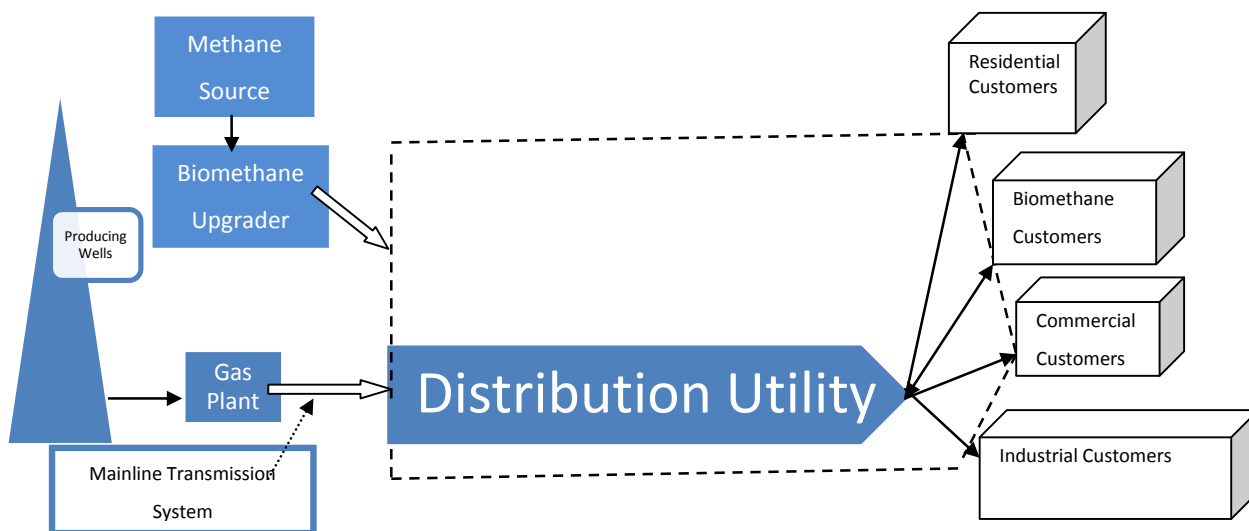 Methane
Source
Biomethane
Upgrader
Producing
Wells
Gas
Plant
Mainline Transmission
System
Distribution Utility
Residential
Customers
Biomethane
Customers
Commercial
Customers
Industrial Customers